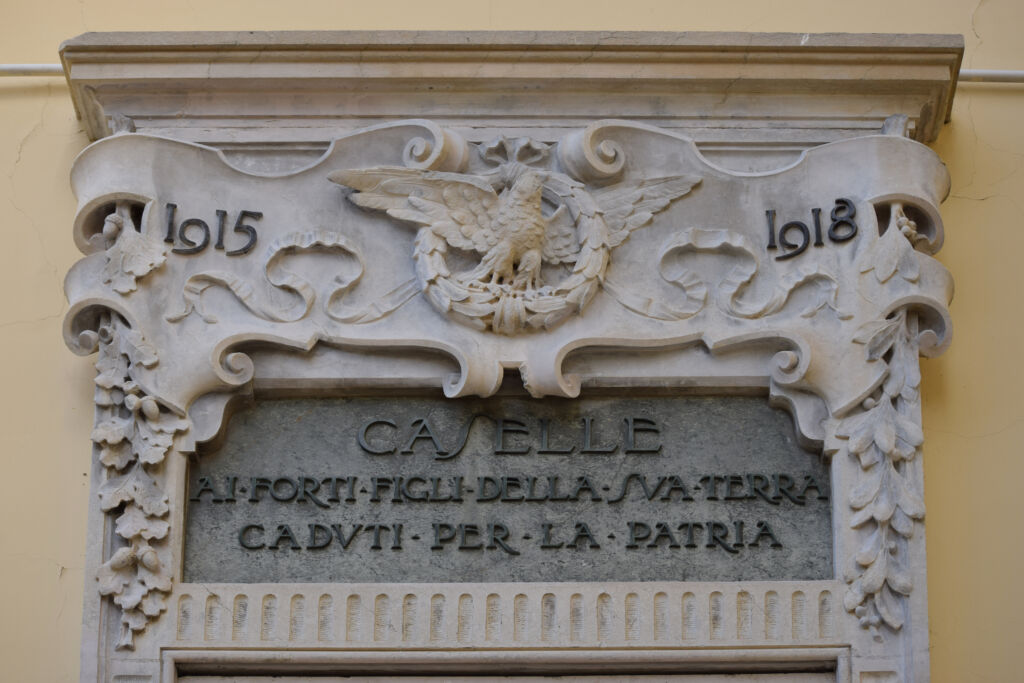 1915 1918
CASELLE
AI·FORTI·FIGLI·DELLA·SVA·TERRA
CADVTI·PER·LA·PATRIA